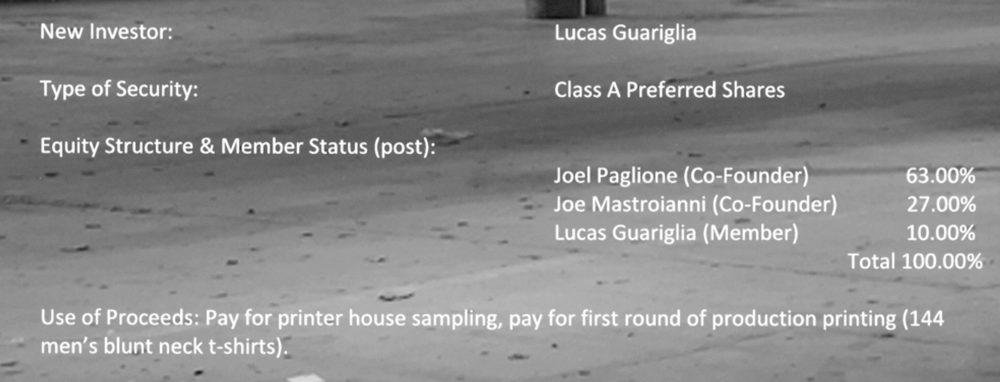 New Investor: Lucas Guariglia
Type of Security: Class A Preferred Shares
Equity Structure & Member Status (post):
Joel Paglione (Co-Founder) 63.00%
Joe Mastroianni (Co-Founder) 27.00%
Lucas Guariglia (Member) 10.00%
Total 100.00%
Use of Proceeds: Pay for printer house sampling, pay for first round of production printing (144
men’s blunt neck t-shirts).